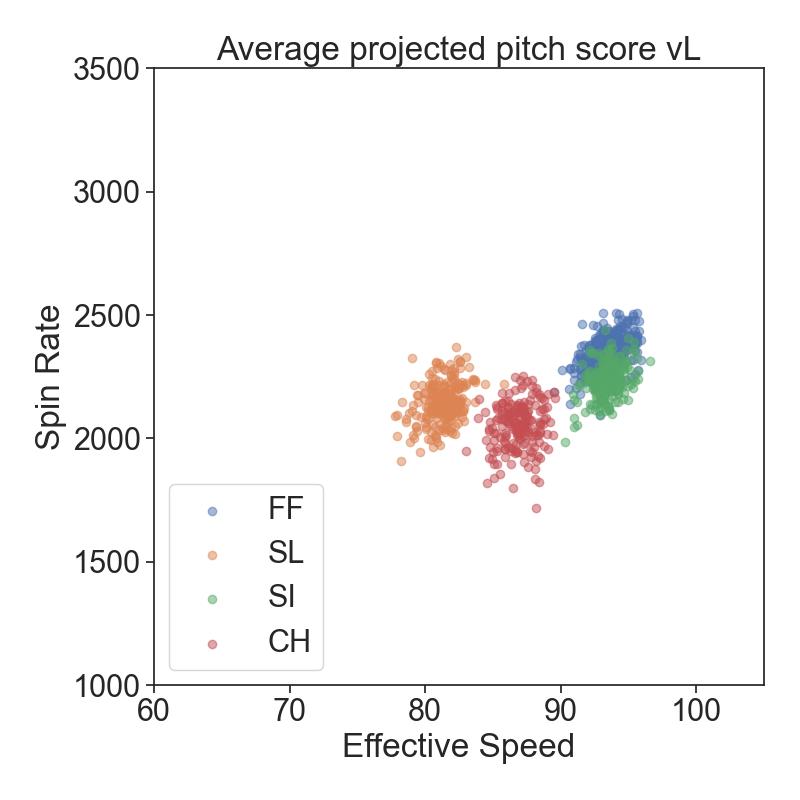 Average projected pitch score vL
3500
3000
2500
2000
1500
1000
Spin Rate
FF
SL
SI
CH
60 70 80 90 100
Effective Speed